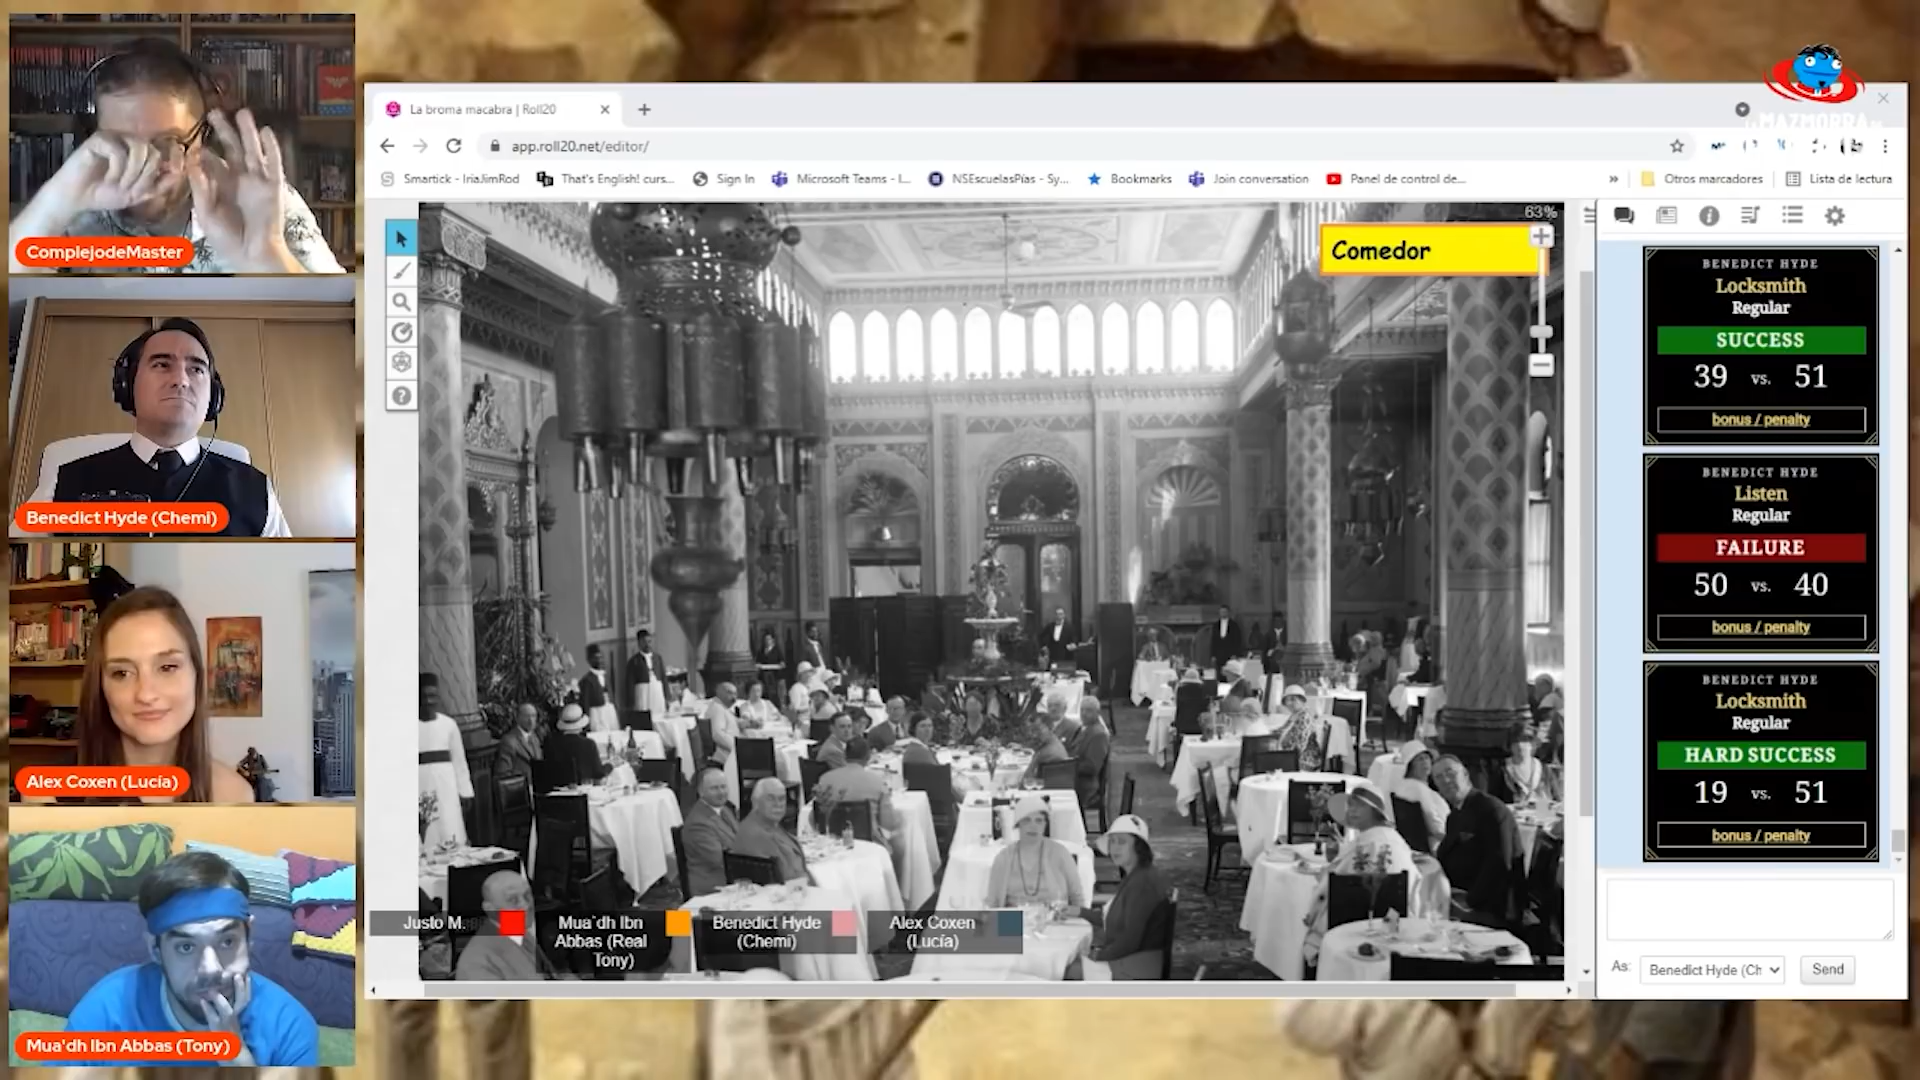 ComplejodeMaster
Benedict Hyde (Chemi)
Alex Coxen (Lucía)
Mua'dh Ibn Abbas (Tony)
MAZMORRA
La broma macabra | Roll20
app.roll20.net/editor/
Smartick - IriaJimRod
That's English! curs...
Sign In
Microsoft Teams - I...
NSEscuelasPías - Sy...
Bookmarks
Join conversation
Panel de control de...
»
Otros marcadores
Lista de lectura
63%
Comedor
Justo M.
Mua`dh Ibn
Abbas (Real
Tony)
Benedict Hyde
(Chemi)
Alex Coxen
(Lucía)
BENEDICT HYDE
Locksmith
Regular
SUCCESS
39 vs. 51
bonus / penalty
BENEDICT HYDE
Listen
Regular
FAILURE
50 vs. 40
bonus / penalty
BENEDICT HYDE
Locksmith
Regular
HARD SUCCESS
19 vs. 51
bonus / penalty
As:
Benedict Hyde (Ch
Send